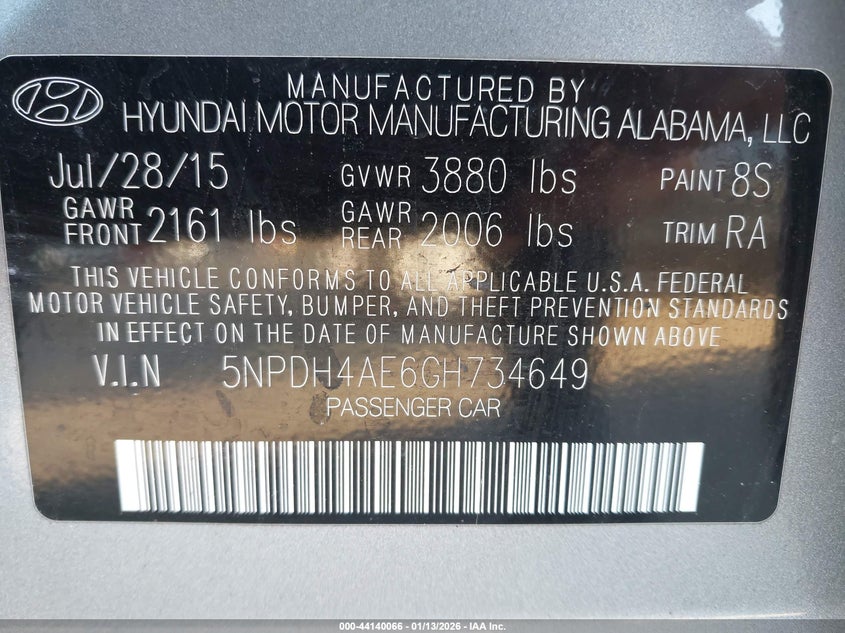 MANUFACTURED BY
HYUNDAI MOTOR MANUFACTURING ALABAMA, LLC
Jul/28/15 GVWR 3880 lbs PAINT 8S
GAWR FRONT 2161 lbs GAWR REAR 2006 lbs TRIM RA
THIS VEHICLE CONFORMS TO ALL APPLICABLE U.S.A. FEDERAL
MOTOR VEHICLE SAFETY, BUMPER, AND THEFT PREVENTION STANDARDS
IN EFFECT ON THE DATE OF MANUFACTURE SHOWN ABOVE
V.I.N 5NPDH4AE6GH734649
PASSENGER CAR
000-44140066 - 01/13/2026 - IAA Inc.